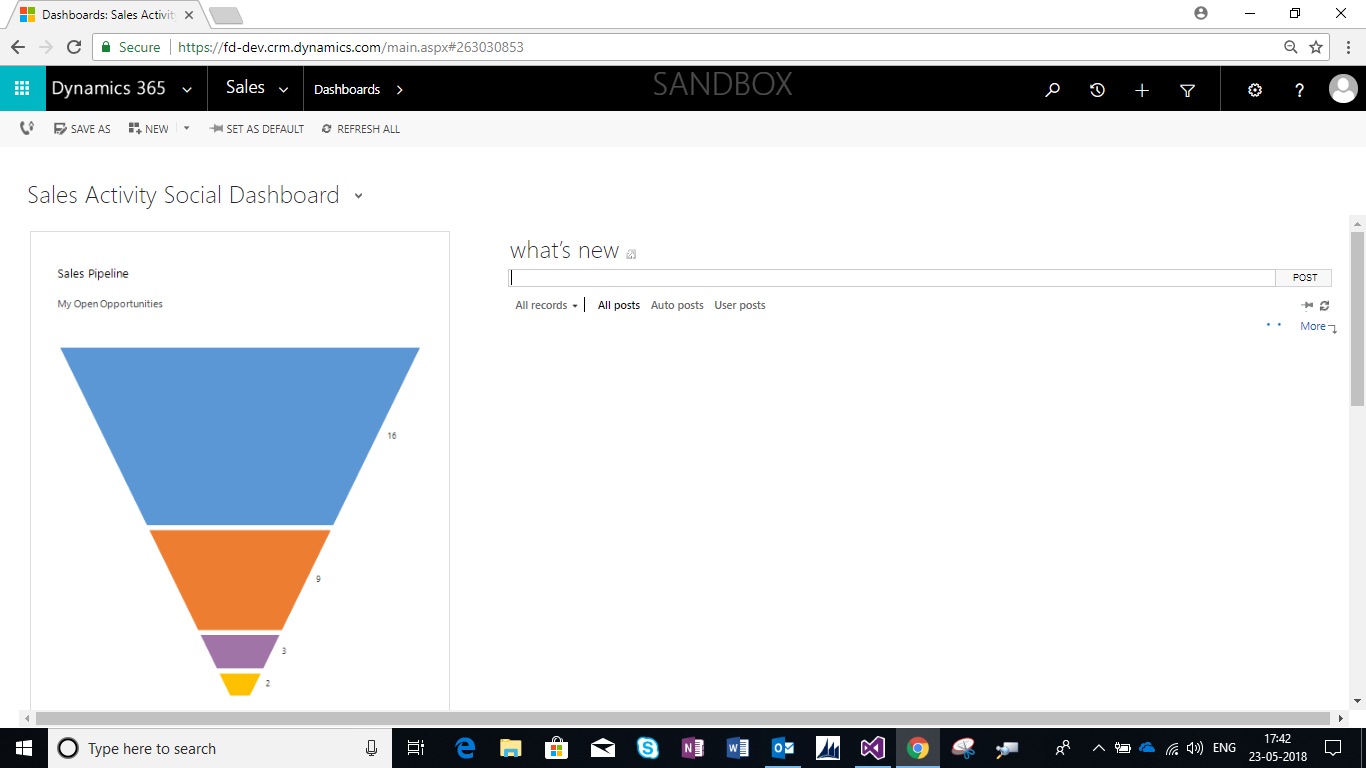 Dashboards: Sales Activit
Secure https://fd-dev.crm.dynamics.com/main.aspx#263030853
Dynamics 365 Sales Dashboards SANDBOX ?
SAVE AS NEW SET AS DEFAULT REFRESH ALL
Sales Activity Social Dashboard
Sales Pipeline
My Open Opportunities
16
9
3
2
what's new
POST
All records All posts Auto posts User posts
More
Type here to search
ENG
17:42
23-05-2018